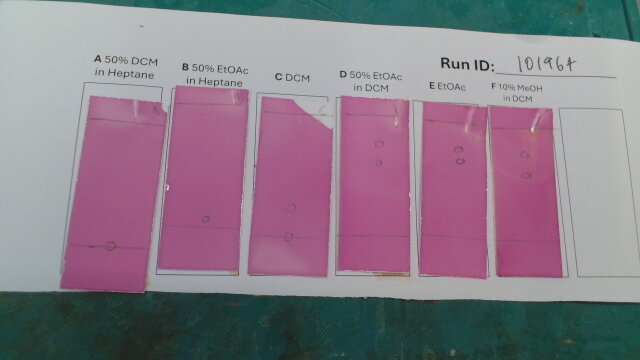 Run ID: 101964
A 50% DCM
in Heptane
B 50% EtOAc
in Heptane
C DCM
D 50% EtOAc
in DCM
E EtOAc
F 10% MeOH
in DCM
A